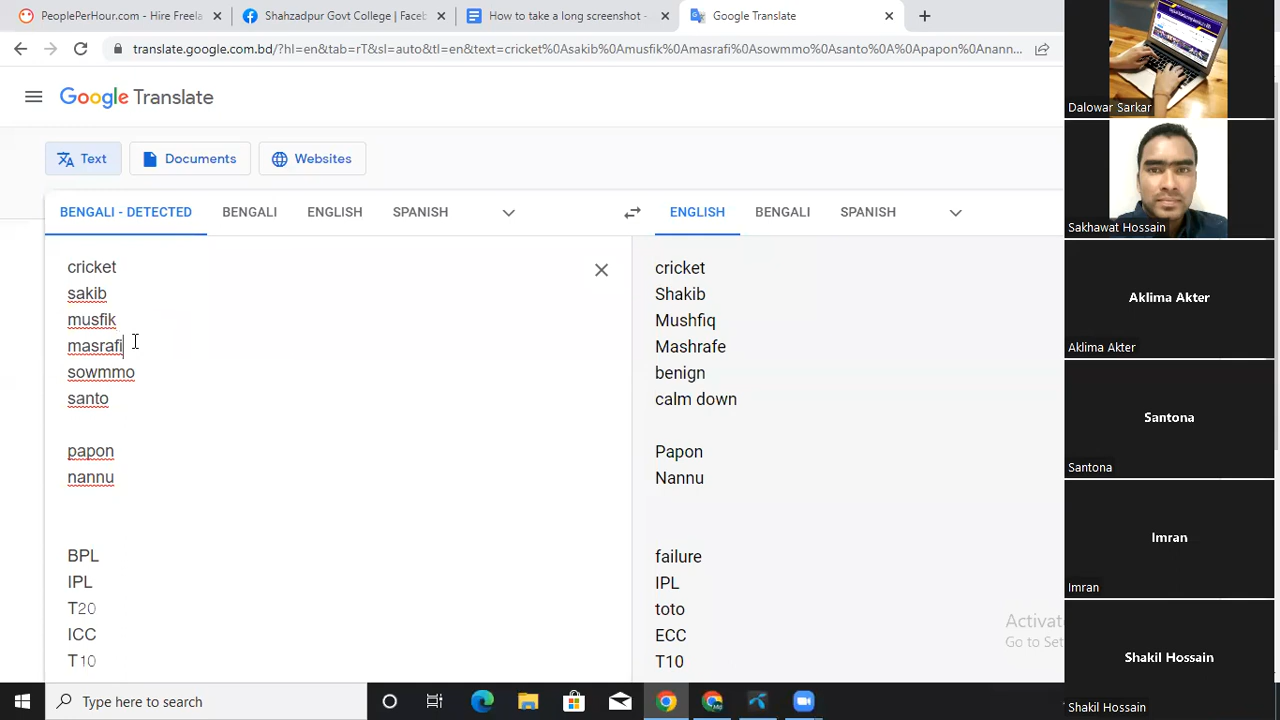 PeoplePerHour.com - Hire Freela
Shahzadpur Govt College | Faceb
How to take a long screenshot -
Google Translate
translate.google.com.bd/?hl=en&tab=rT&sl=auto&tl=en&text=cricket%0Asakib%0Amusfik%0Amasrafi%0Asowmmo%0Asanto%0A%0Apapon%0Anann...
Google Translate
Text
Documents
Websites
BENGALI - DETECTED
BENGALI
ENGLISH
SPANISH
ENGLISH
BENGALI
SPANISH
cricket
sakib
musfik
masrafi
sowmmo
santo
papon
nannu
BPL
IPL
T20
ICC
T10
cricket
Shakib
Mushfiq
Mashrafe
benign
calm down
Papon
Nannu
failure
IPL
toto
ECC
T10
Activat
Go to Set
Dalowar Sarkar
Sakhawat Hossain
Aklima Akter
Aklima Akter
Santona
Santona
Imran
Imran
Shakil Hossain
Shakil Hossain
Type here to search